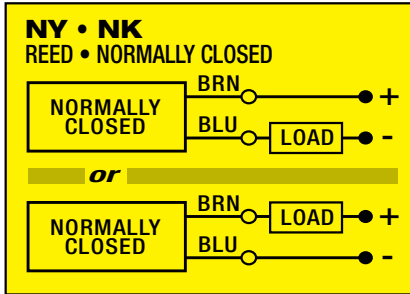 NY • NK
REED • NORMALLY CLOSED
BRN
+
NORMALLY
CLOSED
BLU
LOAD
-
or
BRN
LOAD
+
NORMALLY
CLOSED
BLU
-